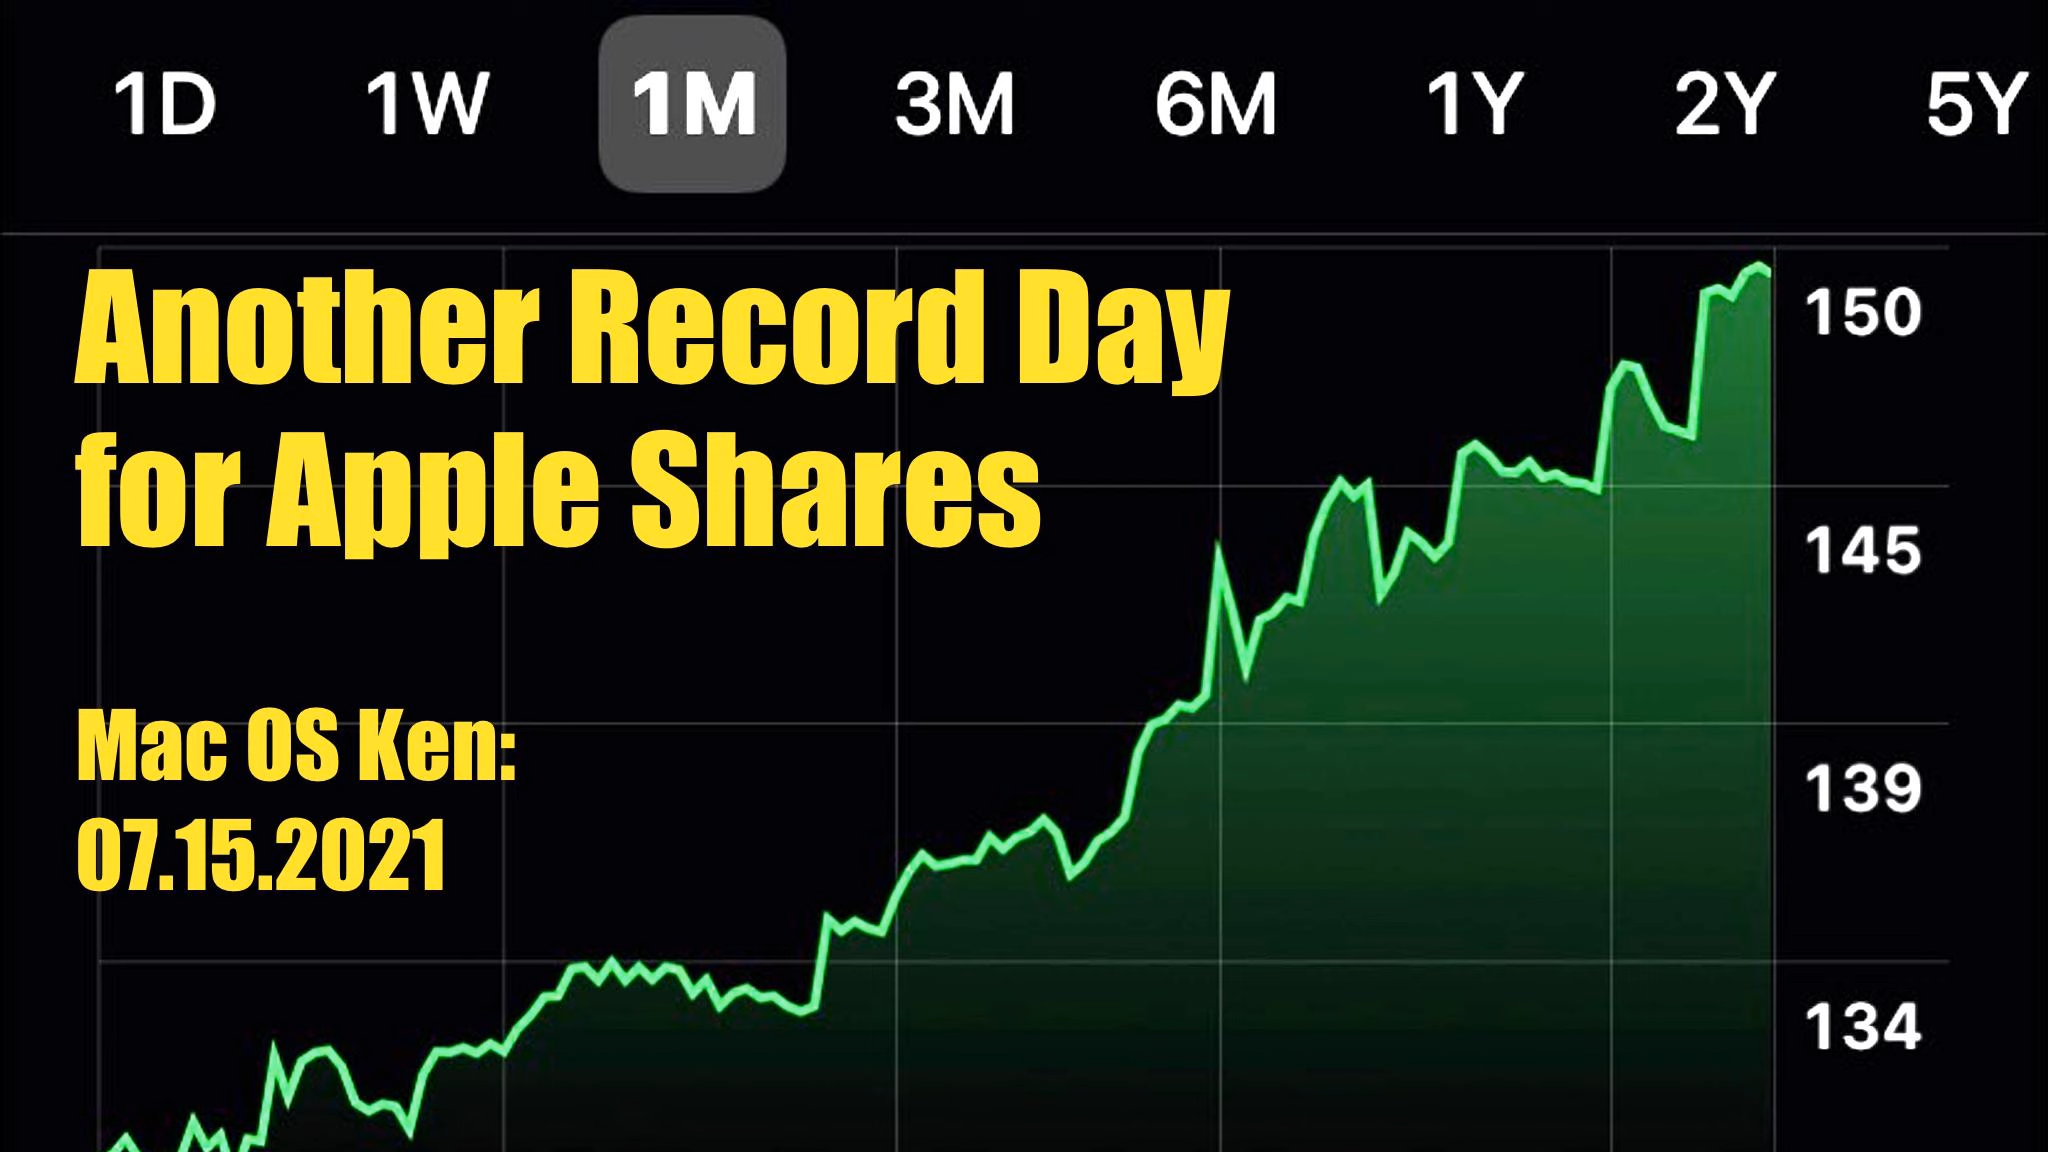 1D 1W 1M 3M 6M 1Y 2Y 5Y
Another Record Day
for Apple Shares
Mac OS Ken:
07.15.2021
150
145
139
134